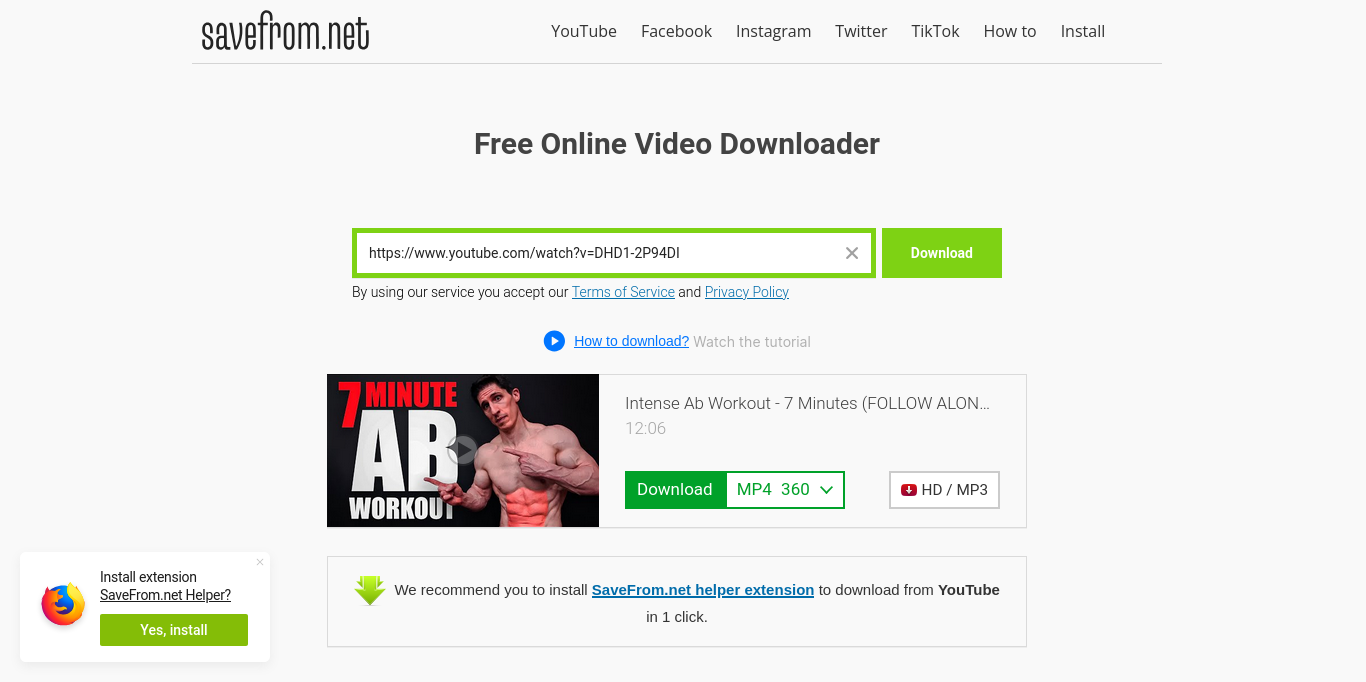 savefrom.net
YouTube Facebook Instagram Twitter TikTok How to Install
Free Online Video Downloader
https://www.youtube.com/watch?v=DHD1-2P94DI
Download
By using our service you accept our Terms of Service and Privacy Policy
How to download? Watch the tutorial
7 MINUTE
AB
WORKOUT
Intense Ab Workout - 7 Minutes (FOLLOW ALON...
12:06
Download MP4 360
HD / MP3
We recommend you to install SaveFrom.net helper extension to download from YouTube
in 1 click.
Install extension
SaveFrom.net Helper?
Yes, install